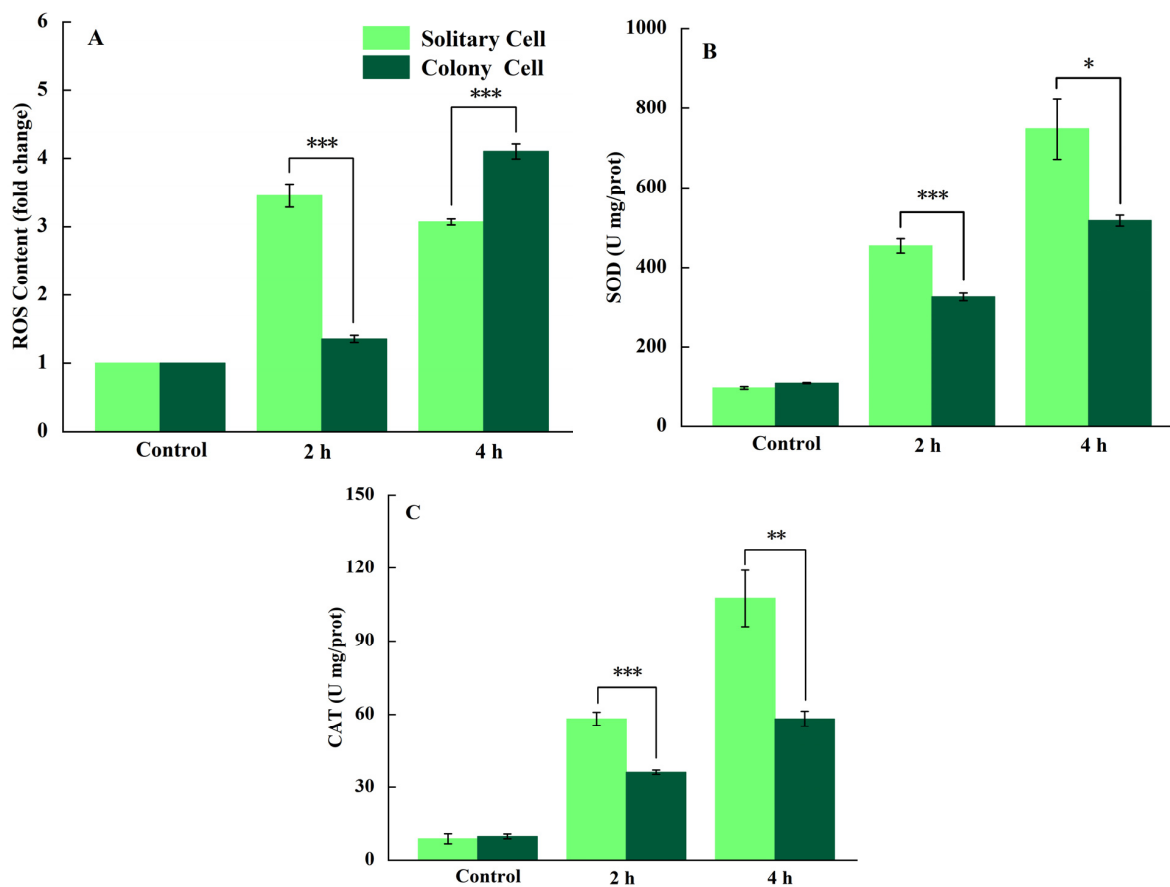 A
Solitary Cell
Colony Cell
ROS Content (fold change)
6
5
4
3
2
1
0
***
***
Control
2 h
4 h
B
SOD (U mg/prot)
1000
800
600
400
200
0
***
*
Control
2 h
4 h
C
CAT (U mg/prot)
150
120
90
60
30
0
***
**
Control
2 h
4 h